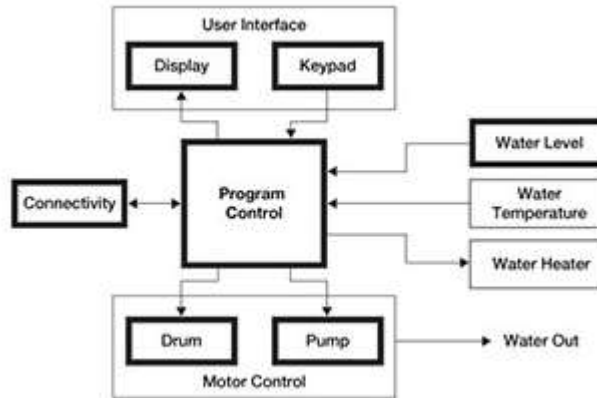 User Interface
Display
Keypad
Water Level
Program
Control
Connectivity
Water
Temperature
Water Heater
Drum
Pump
Water Out
Motor Control